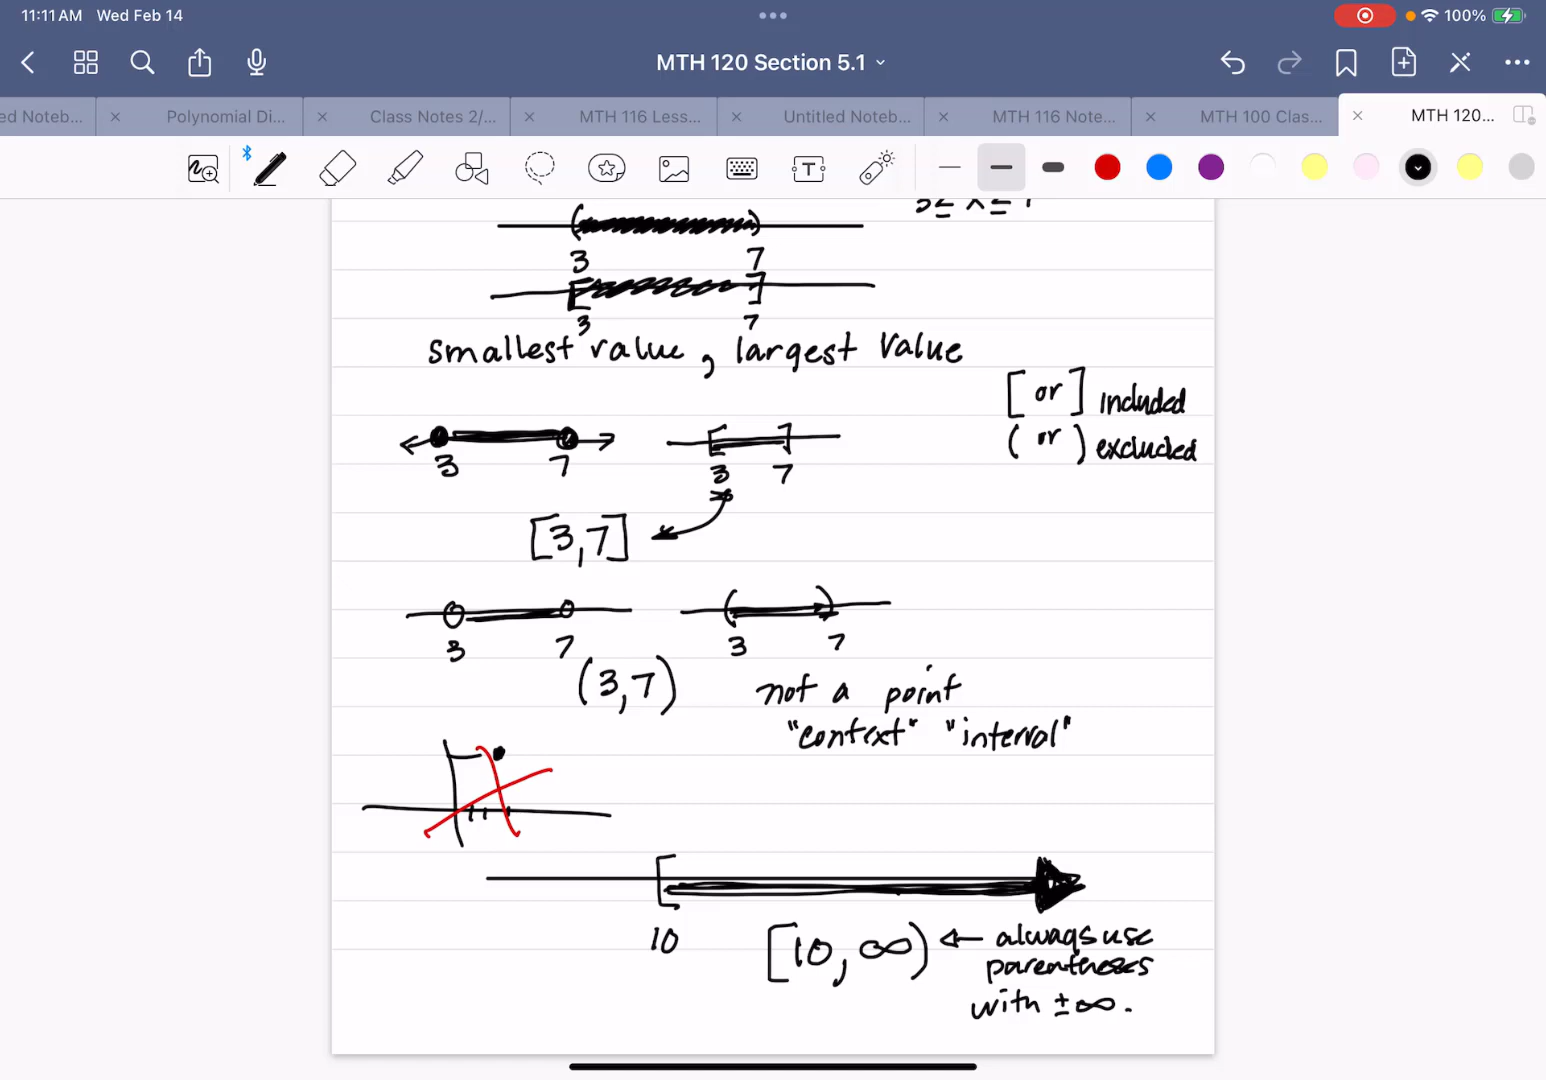 11:11 AM Wed Feb 14
100%
MTH 120 Section 5.1
ed Noteb...
Polynomial Di...
Class Notes 2/...
MTH 116 Less...
Untitled Noteb...
MTH 116 Note...
MTH 100 Clas...
MTH 120...
T
3 7
3 7
smallest value, largest value
[ or ] included
( or ) excluded
3 7
3 7
[3,7]
3 7
3 7
(3,7)
not a point
"context" "interval"
10
[10, ∞) ← always use
parentheses
with ±∞.